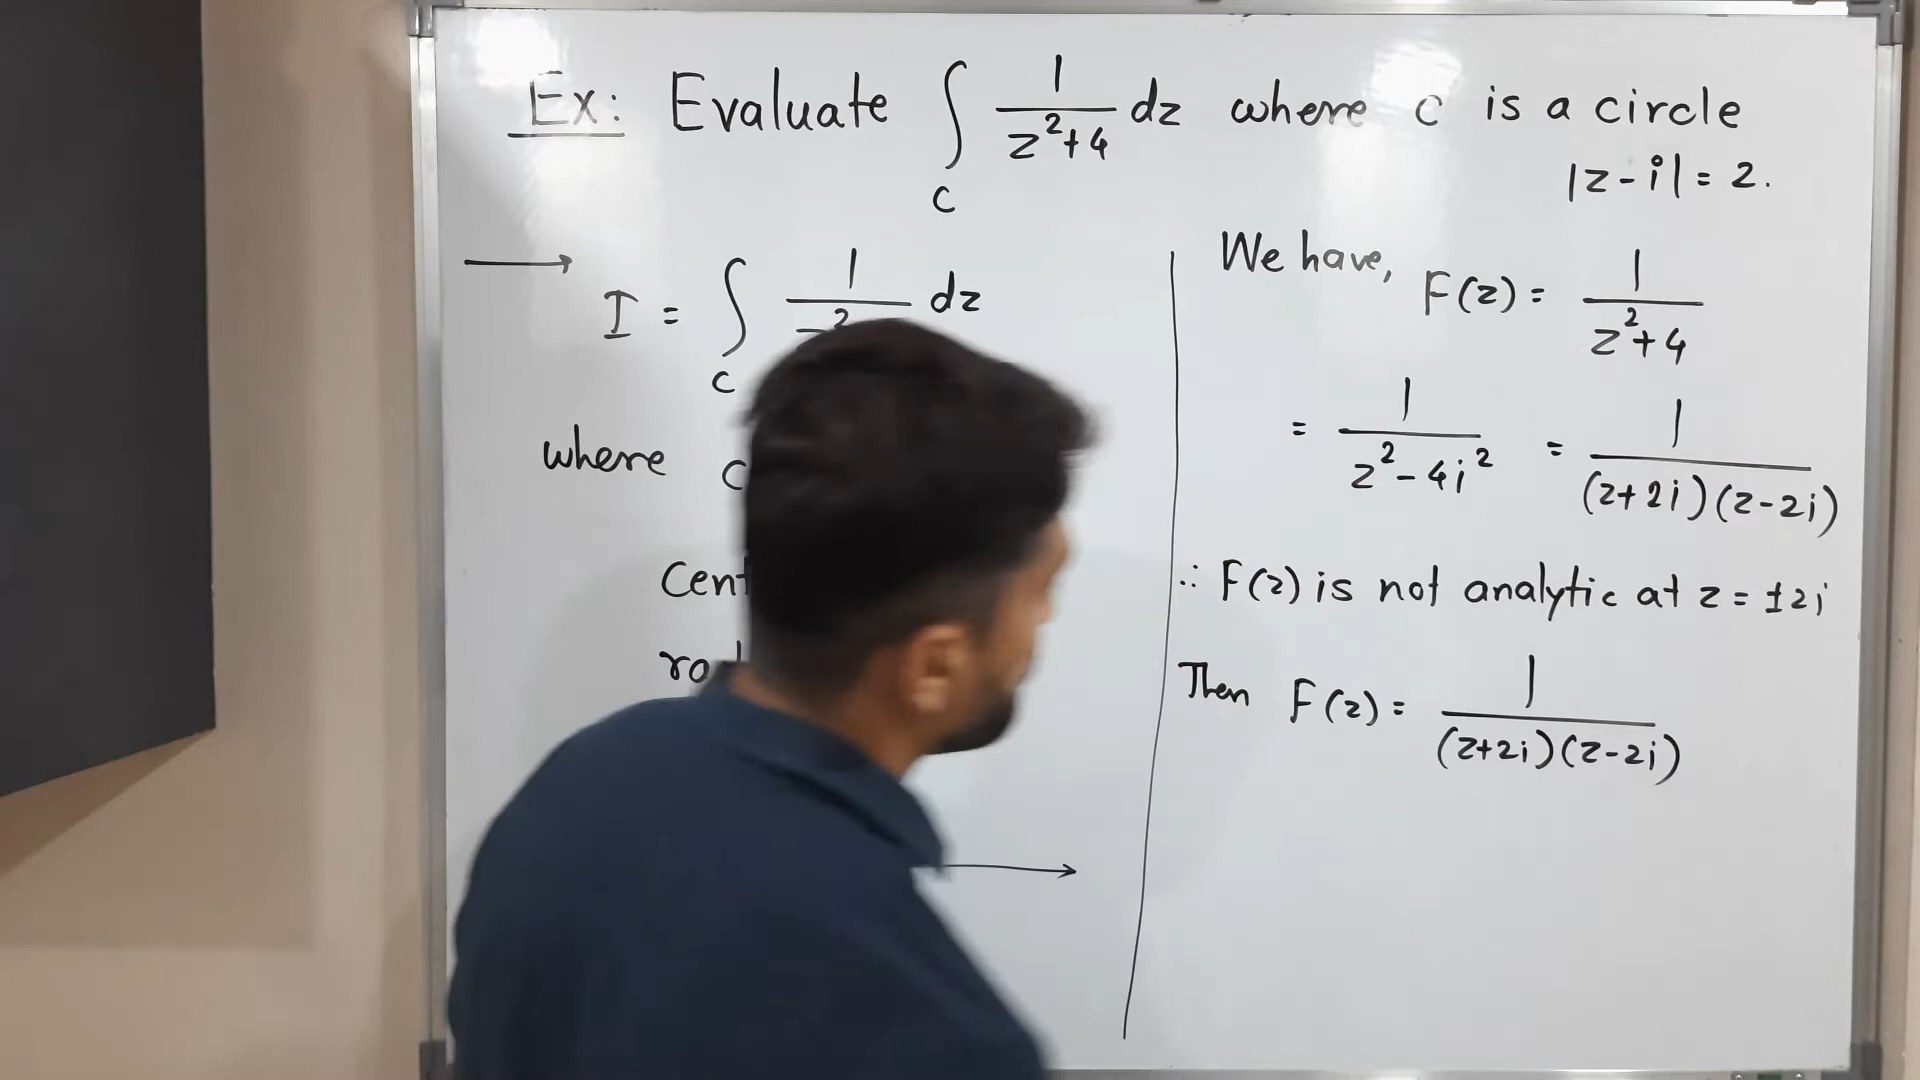 Ex: Evaluate ∫_C 1/(z²+4) dz where C is a circle
|z-i| = 2.
I = ∫_C 1/ dz
where C
We have, F(z) = 1/(z²+4)
= 1/(z²-4i²) = 1/((z+2i)(z-2i))
∴ F(z) is not analytic at z = ±2i
Then F(z) = 1/((z+2i)(z-2i))